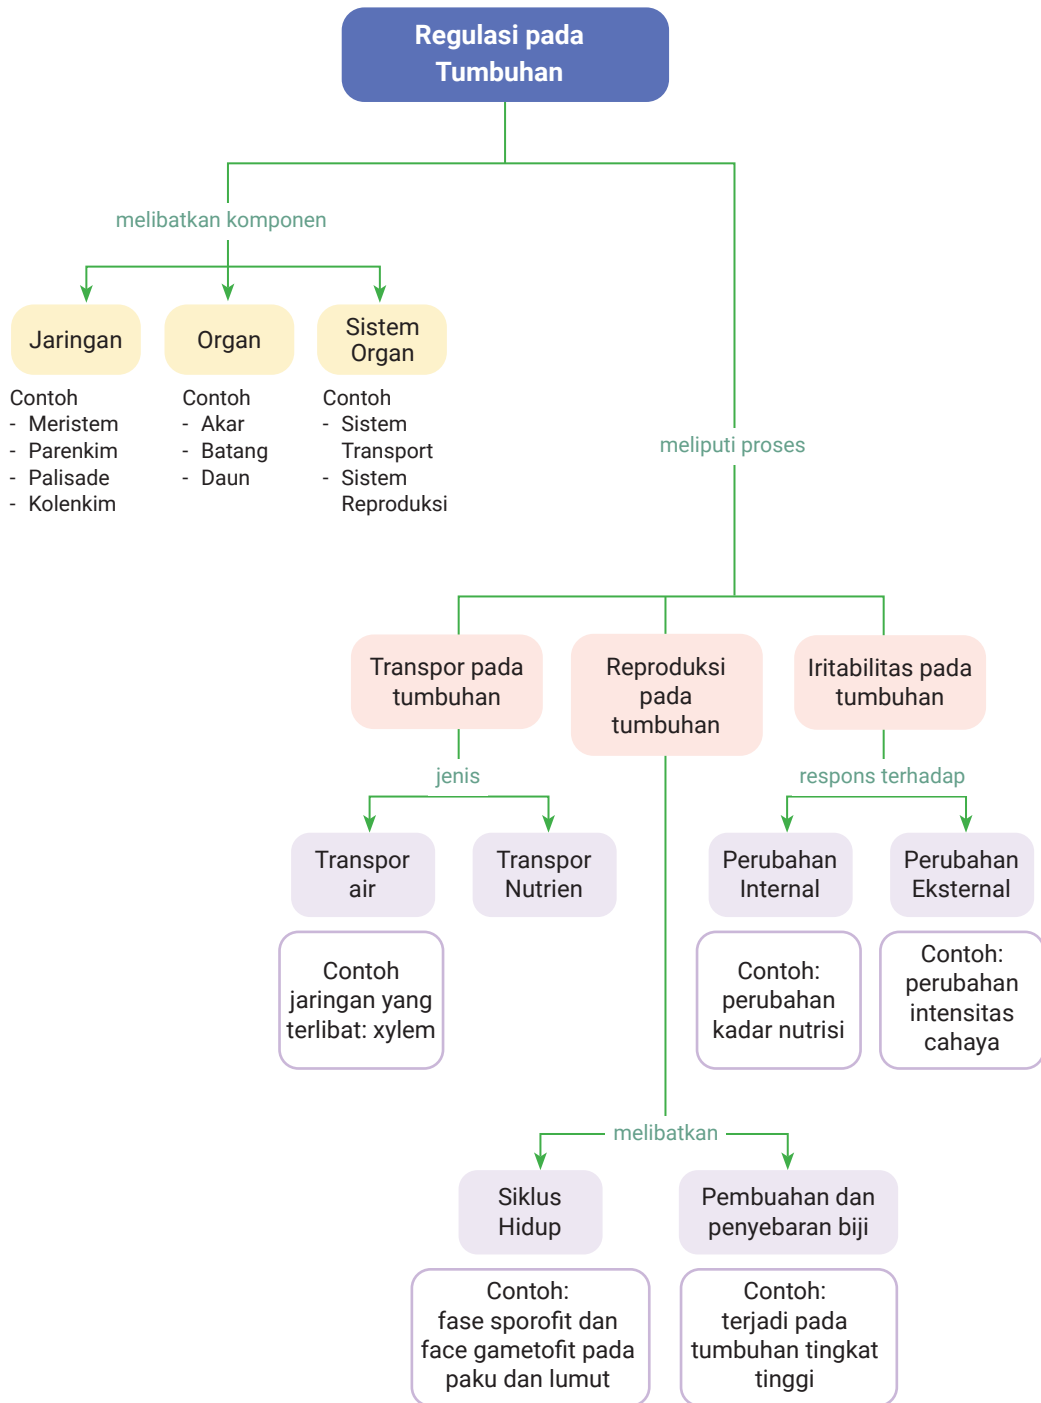 Regulasi pada
Tumbuhan
melibatkan komponen
Jaringan
Contoh
- Meristem
- Parenkim
- Palisade
- Kolenkim
Organ
Contoh
- Akar
- Batang
- Daun
Sistem
Organ
Contoh
- Sistem
Transport
- Sistem
Reproduksi
meliputi proses
Transpor pada
tumbuhan
jenis
Transpor
air
Contoh
jaringan yang
terlibat: xylem
Transpor
Nutrien
Reproduksi
pada
tumbuhan
melibatkan
Siklus
Hidup
Contoh:
fase sporofit dan
face gametofit pada
paku dan lumut
Pembuahan dan
penyebaran biji
Contoh:
terjadi pada
tumbuhan tingkat
tinggi
Iritabilitas pada
tumbuhan
respons terhadap
Perubahan
Internal
Contoh:
perubahan
kadar nutrisi
Perubahan
Eksternal
Contoh:
perubahan
intensitas
cahaya